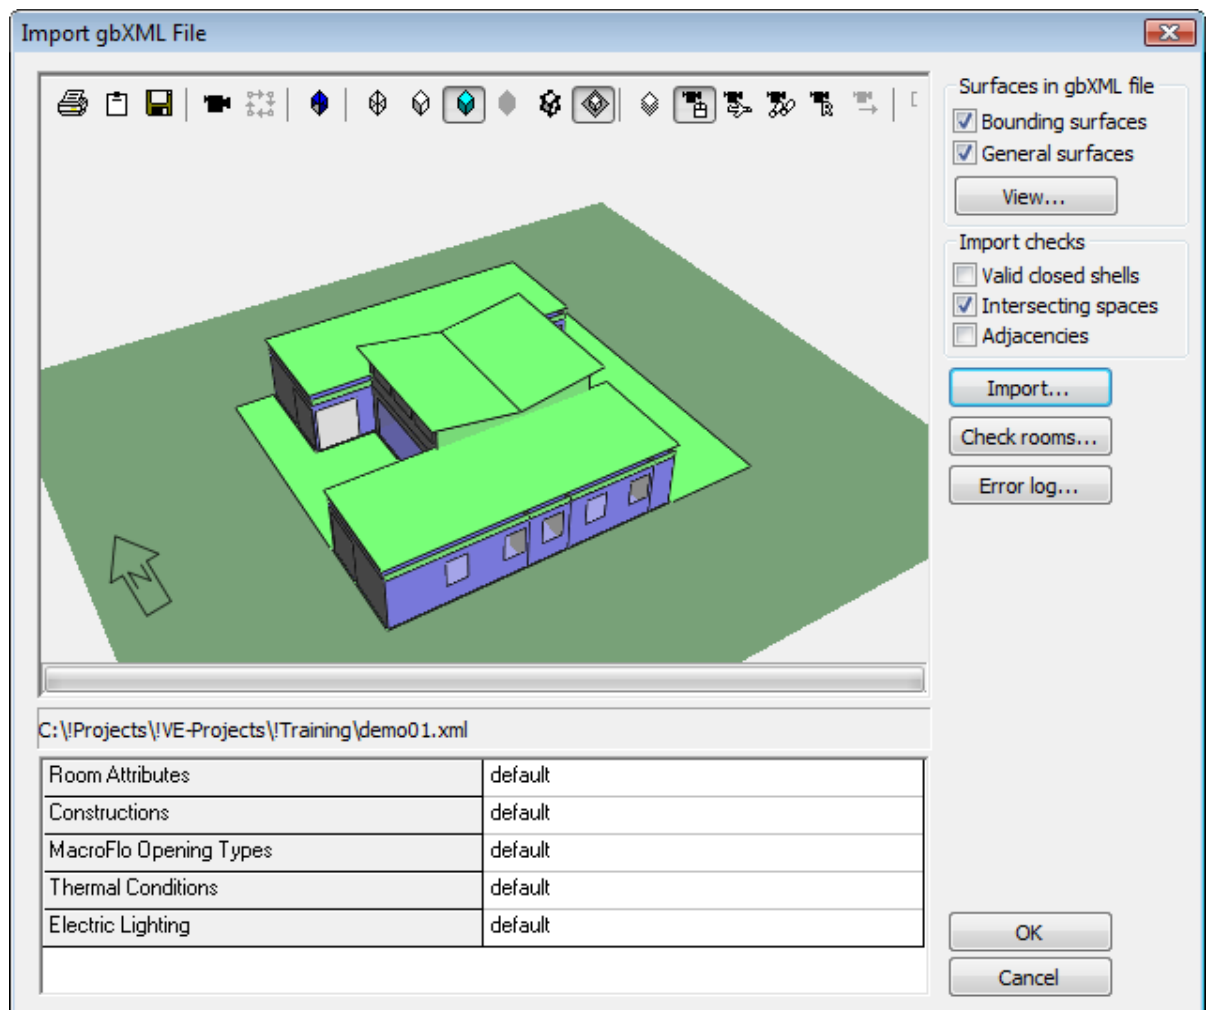 Import gbXML File
Surfaces in gbXML file
Bounding surfaces
General surfaces
View...
Import checks
Valid closed shells
Intersecting spaces
Adjacencies
Import...
Check rooms...
Error log...
N
C:\!Projects\!VE-Projects\!Training\demo01.xml
Room Attributes default
Constructions default
MacroFlo Opening Types default
Thermal Conditions default
Electric Lighting default
OK
Cancel